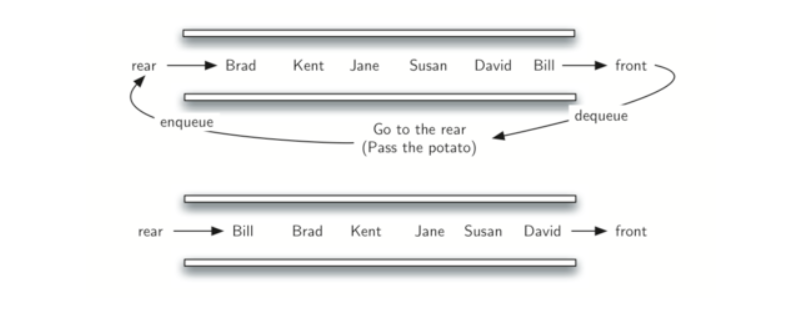 rear Brad Kent Jane Susan David Bill front
enqueue
dequeue
Go to the rear
(Pass the potato)
rear Bill Brad Kent Jane Susan David front